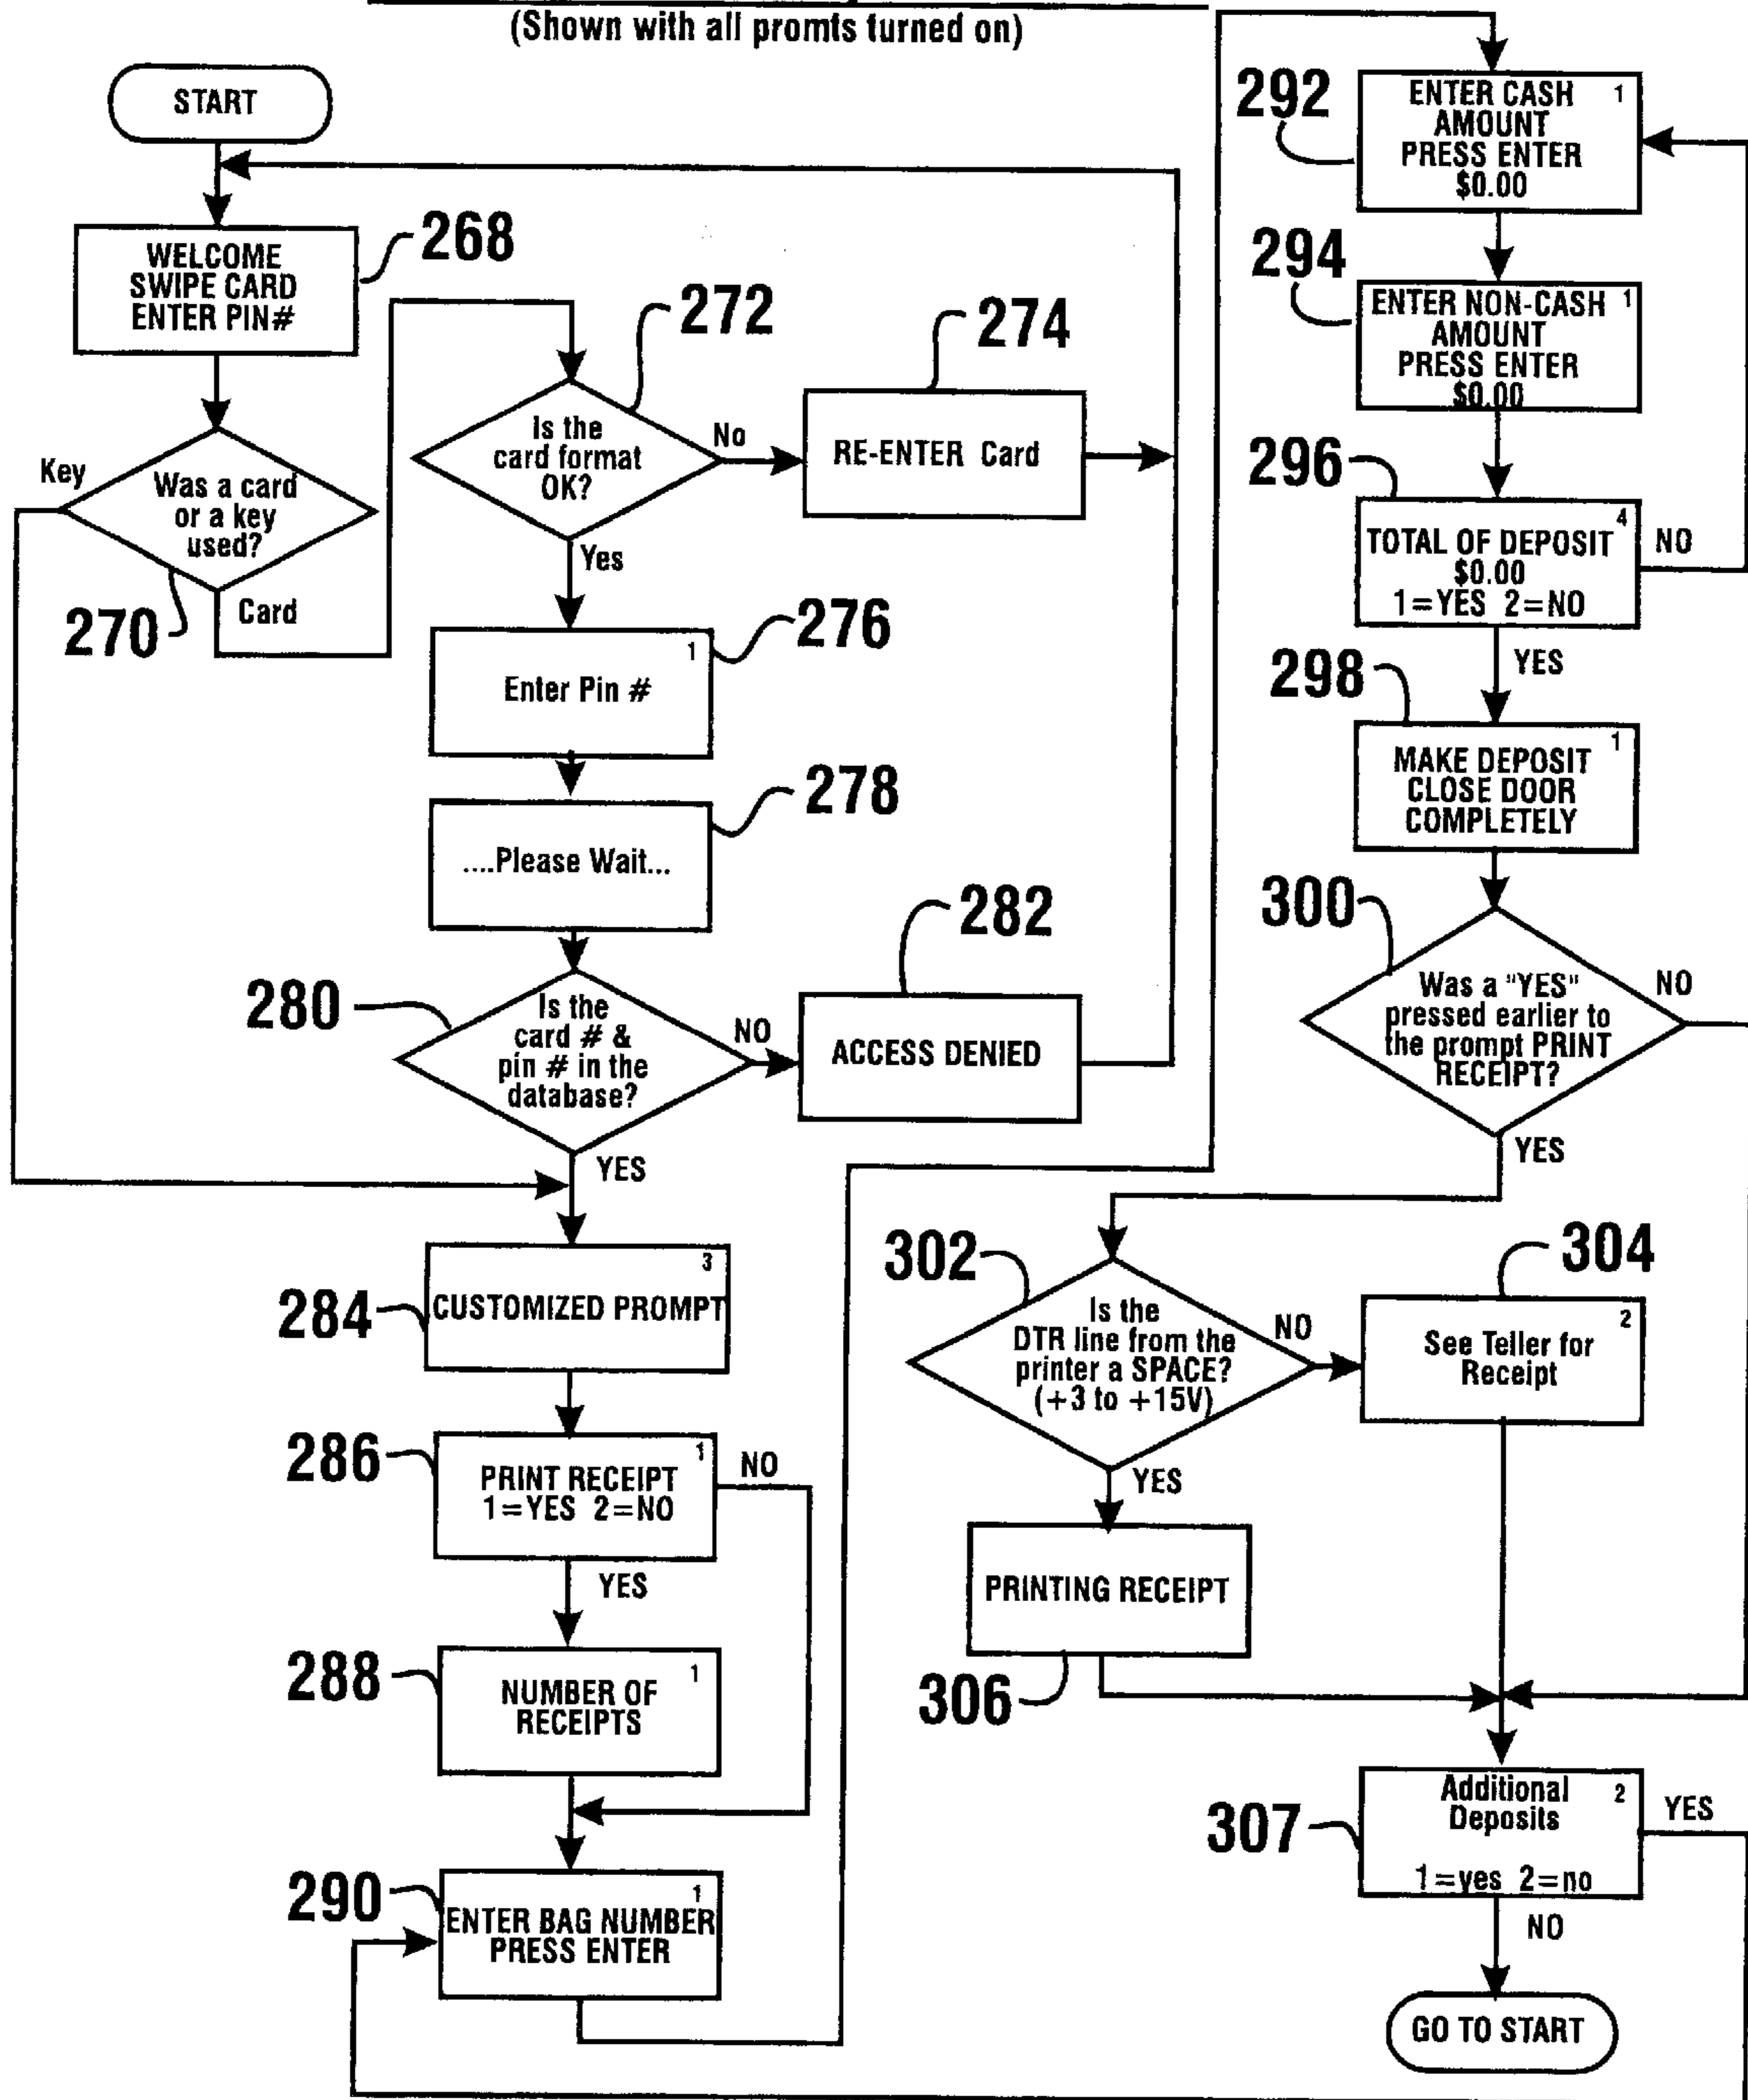 (Shown with all promts turned on)
START
WELCOME
SWIPE CARD
ENTER PIN#
268
Key
Was a card
or a key
used?
270
Card
272
Is the
card format
OK?
No
274
RE-ENTER Card
Yes
276
1
Enter Pin #
278
....Please Wait...
280
Is the
card # &
pin # in the
database?
NO
282
ACCESS DENIED
YES
284
3
CUSTOMIZED PROMPT
286
1
PRINT RECEIPT
1=YES 2=NO
NO
YES
288
1
NUMBER OF
RECEIPTS
290
1
ENTER BAG NUMBER
PRESS ENTER
292
ENTER CASH 1
AMOUNT
PRESS ENTER
$0.00
294
ENTER NON-CASH 1
AMOUNT
PRESS ENTER
$0.00
296
4
TOTAL OF DEPOSIT
$0.00
1=YES 2=NO
NO
YES
298
1
MAKE DEPOSIT
CLOSE DOOR
COMPLETELY
300
Was a "YES"
pressed earlier to
the prompt PRINT
RECEIPT?
NO
YES
302
Is the
DTR line from the
printer a SPACE?
(+3 to +15V)
NO
304
2
See Teller for
Receipt
YES
PRINTING RECEIPT
306
307
Additional 2
Deposits
1=yes 2=no
YES
NO
GO TO START